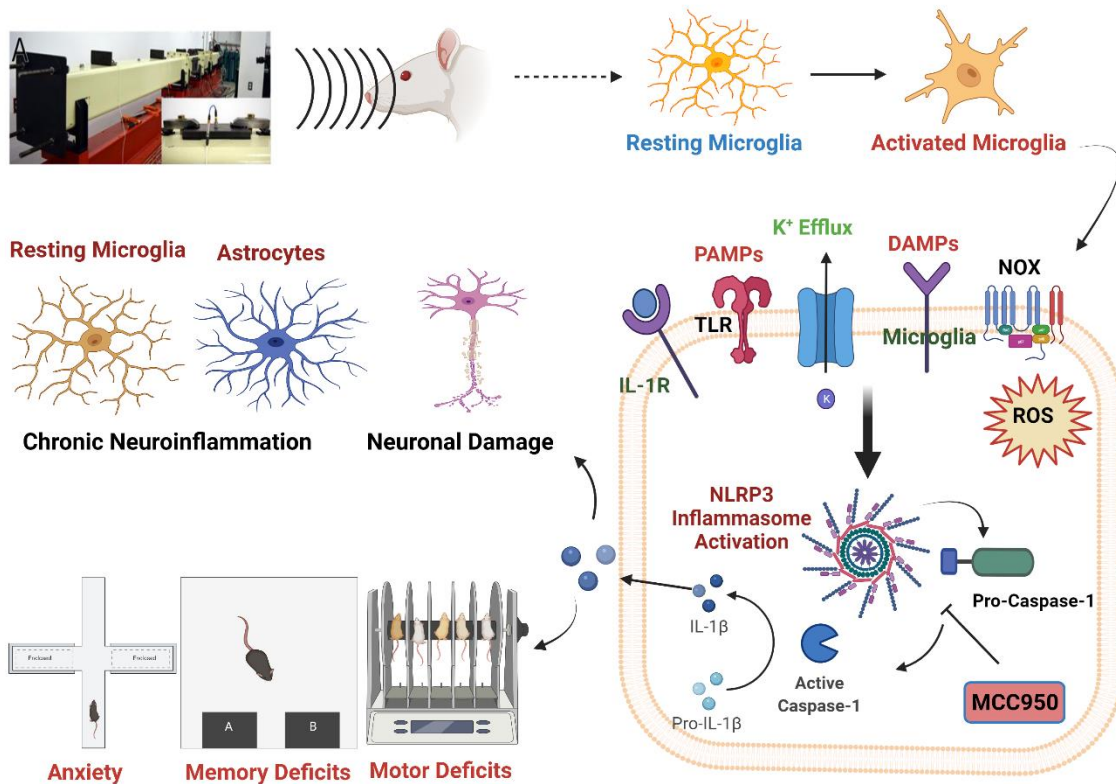 A
Resting Microglia
Activated Microglia
Resting Microglia
Astrocytes
Chronic Neuroinflammation
Neuronal Damage
K+ Efflux
PAMPs
DAMPs
NOX
TLR
Microglia
IL-1R
K
ROS
NLRP3
Inflammasome
Activation
Pro-Caspase-1
IL-1β
Pro-IL-1β
Active
Caspase-1
MCC950
Enclosed
Enclosed
A
B
Anxiety
Memory Deficits
Motor Deficits